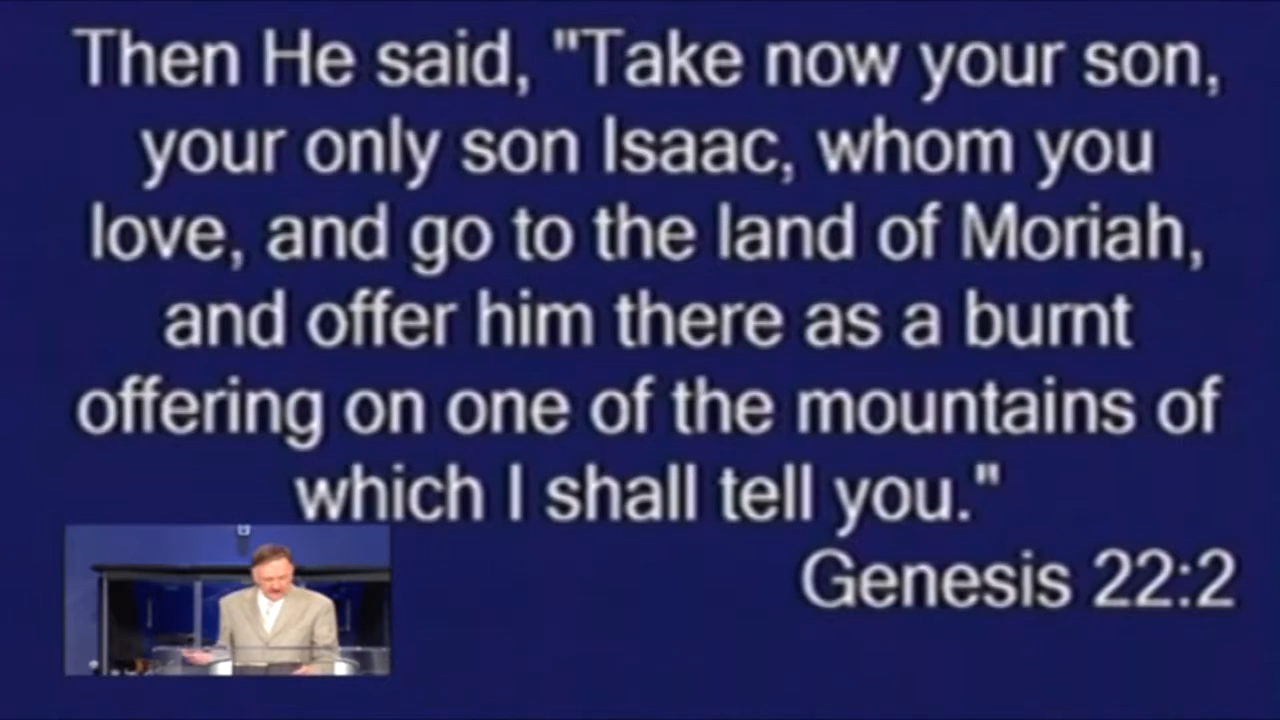 Then He said, "Take now your son,
your only son Isaac, whom you
love, and go to the land of Moriah,
and offer him there as a burnt
offering on one of the mountains of
which I shall tell you."
Genesis 22:2